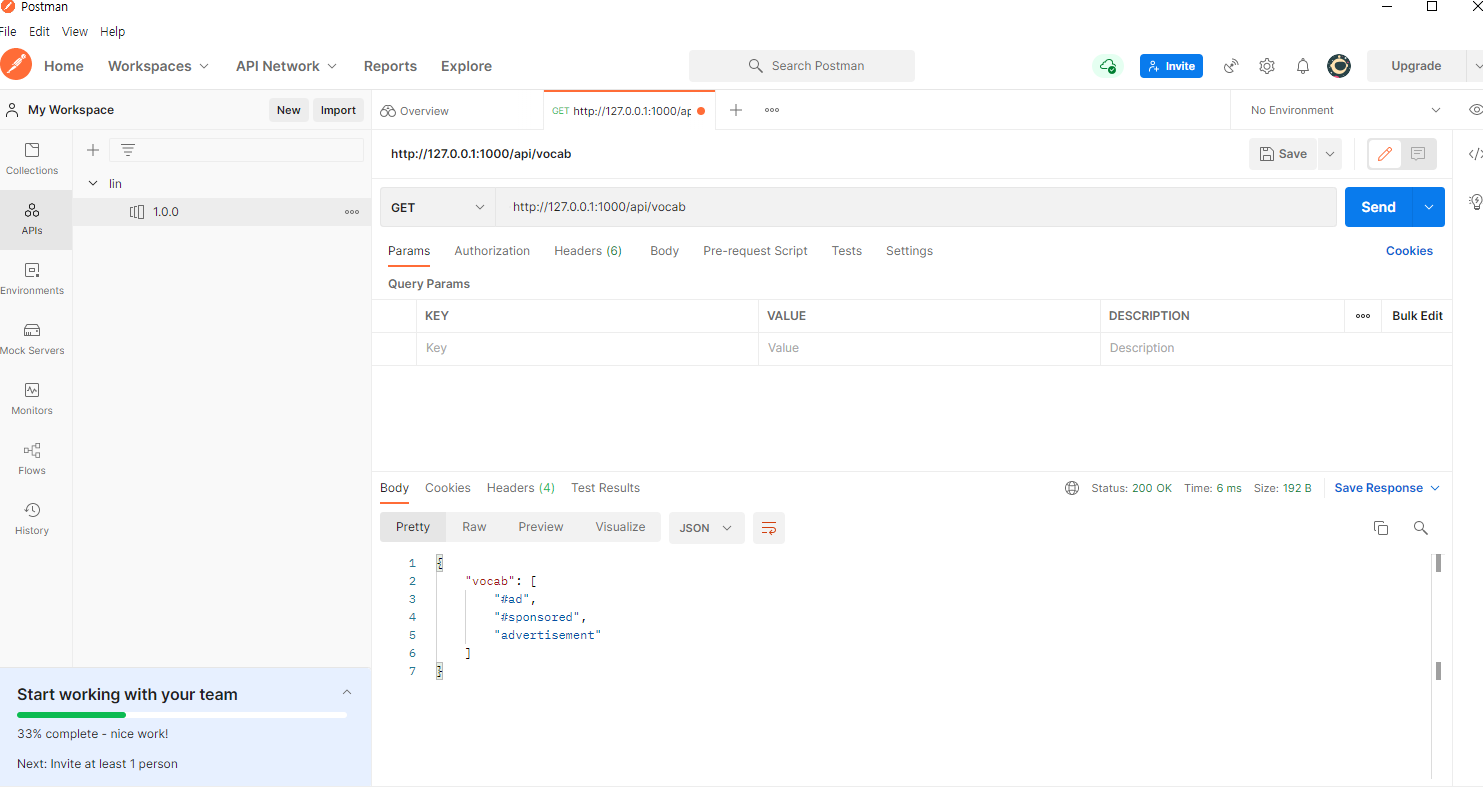 Postman
File Edit View Help
Home Workspaces API Network Reports Explore Search Postman Invite Upgrade
My Workspace New Import Overview GET http://127.0.0.1:1000/ap No Environment
Collections
APIs
Environments
Mock Servers
Monitors
Flows
History
lin
1.0.0
http://127.0.0.1:1000/api/vocab Save
GET http://127.0.0.1:1000/api/vocab Send
Params Authorization Headers (6) Body Pre-request Script Tests Settings Cookies
Query Params
KEY VALUE DESCRIPTION Bulk Edit
Key Value Description
Body Cookies Headers (4) Test Results Status: 200 OK Time: 6 ms Size: 192 B Save Response
Pretty Raw Preview Visualize JSON
1 {
2 "vocab": [
3 "#ad",
4 "#sponsored",
5 "advertisement"
6 ]
7 }
Start working with your team
33% complete - nice work!
Next: Invite at least 1 person